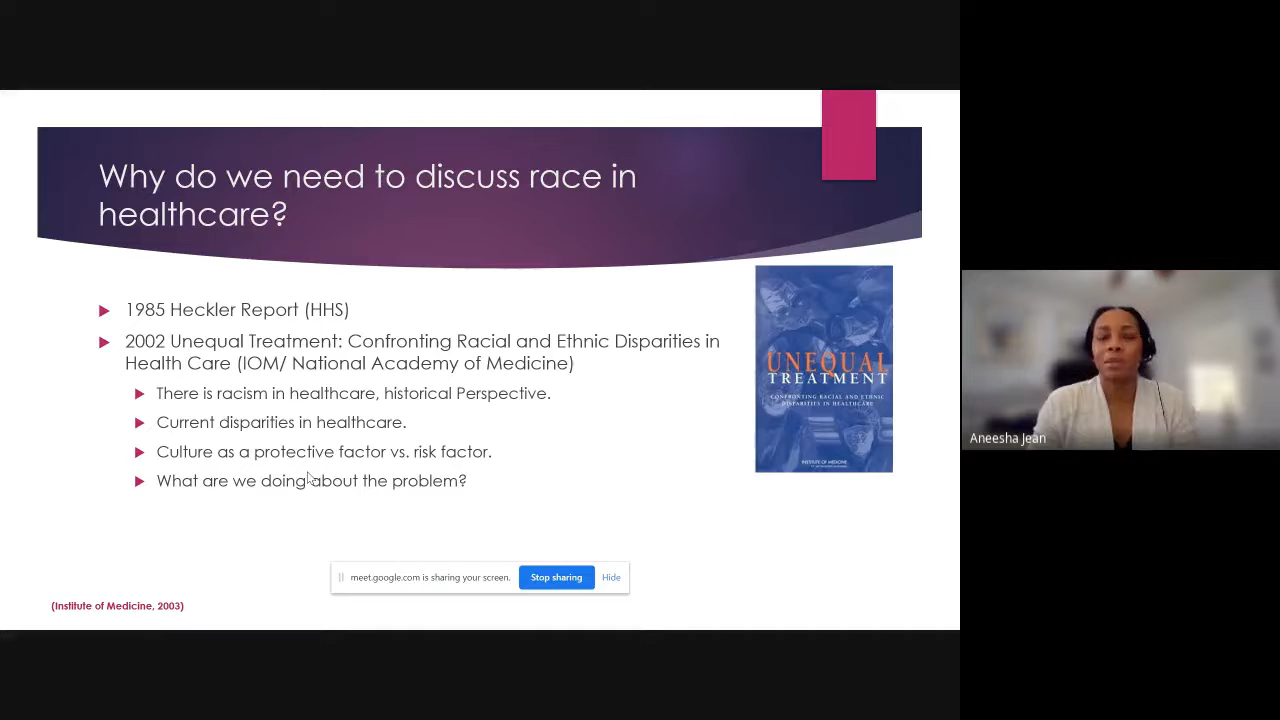 Why do we need to discuss race in
healthcare?
1985 Heckler Report (HHS)
2002 Unequal Treatment: Confronting Racial and Ethnic Disparities in
Health Care (IOM/ National Academy of Medicine)
There is racism in healthcare, historical Perspective.
Current disparities in healthcare.
Culture as a protective factor vs. risk factor.
What are we doing about the problem?
UNEQUAL
TREATMENT
CONFRONTING RACIAL AND ETHNIC
DISPARITIES IN HEALTHCARE
INSTITUTE OF MEDICINE
meet.google.com is sharing your screen.
Stop sharing
Hide
(Institute of Medicine, 2003)
Aneesha Jean